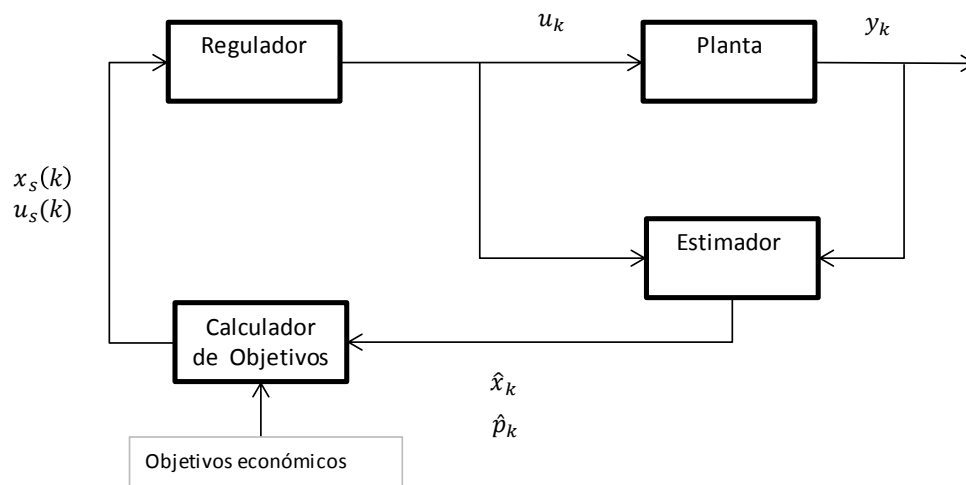 Regulador
u_k
Planta
y_k
x_s(k)
u_s(k)
Estimador
Calculador
de Objetivos
x̂_k
p̂_k
Objetivos económicos